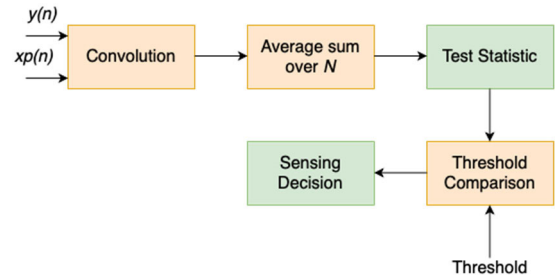 y(n)
xp(n)
Convolution
Average sum
over N
Test Statistic
Sensing
Decision
Threshold
Comparison
Threshold